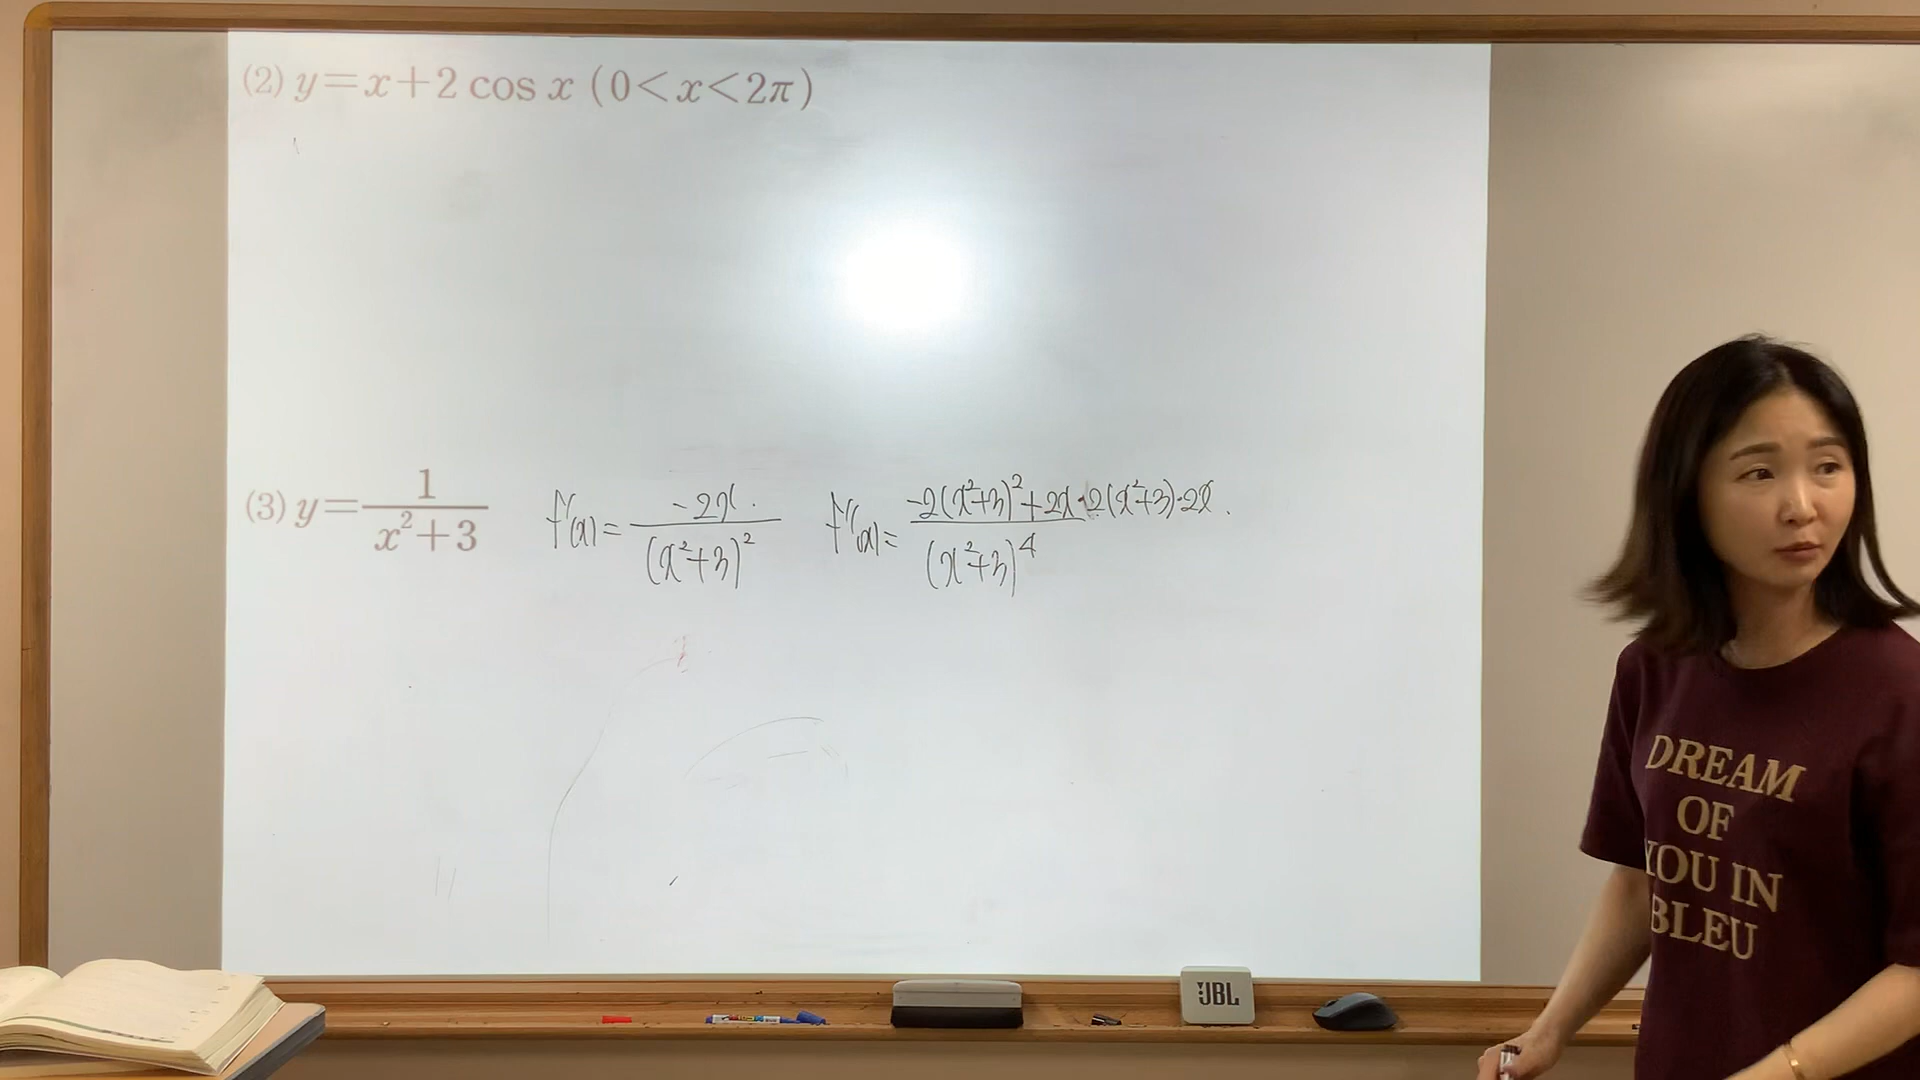 (2) y=x+2 cos x (0<x<2π)
(3) y=1/(x²+3) f'(x)=-2x/(x²+3)² f''(x)=-2(x²+3)²+2x·2(x²+3)·2x/(x²+3)⁴
DREAM
OF
YOU IN
BLEU
JBL